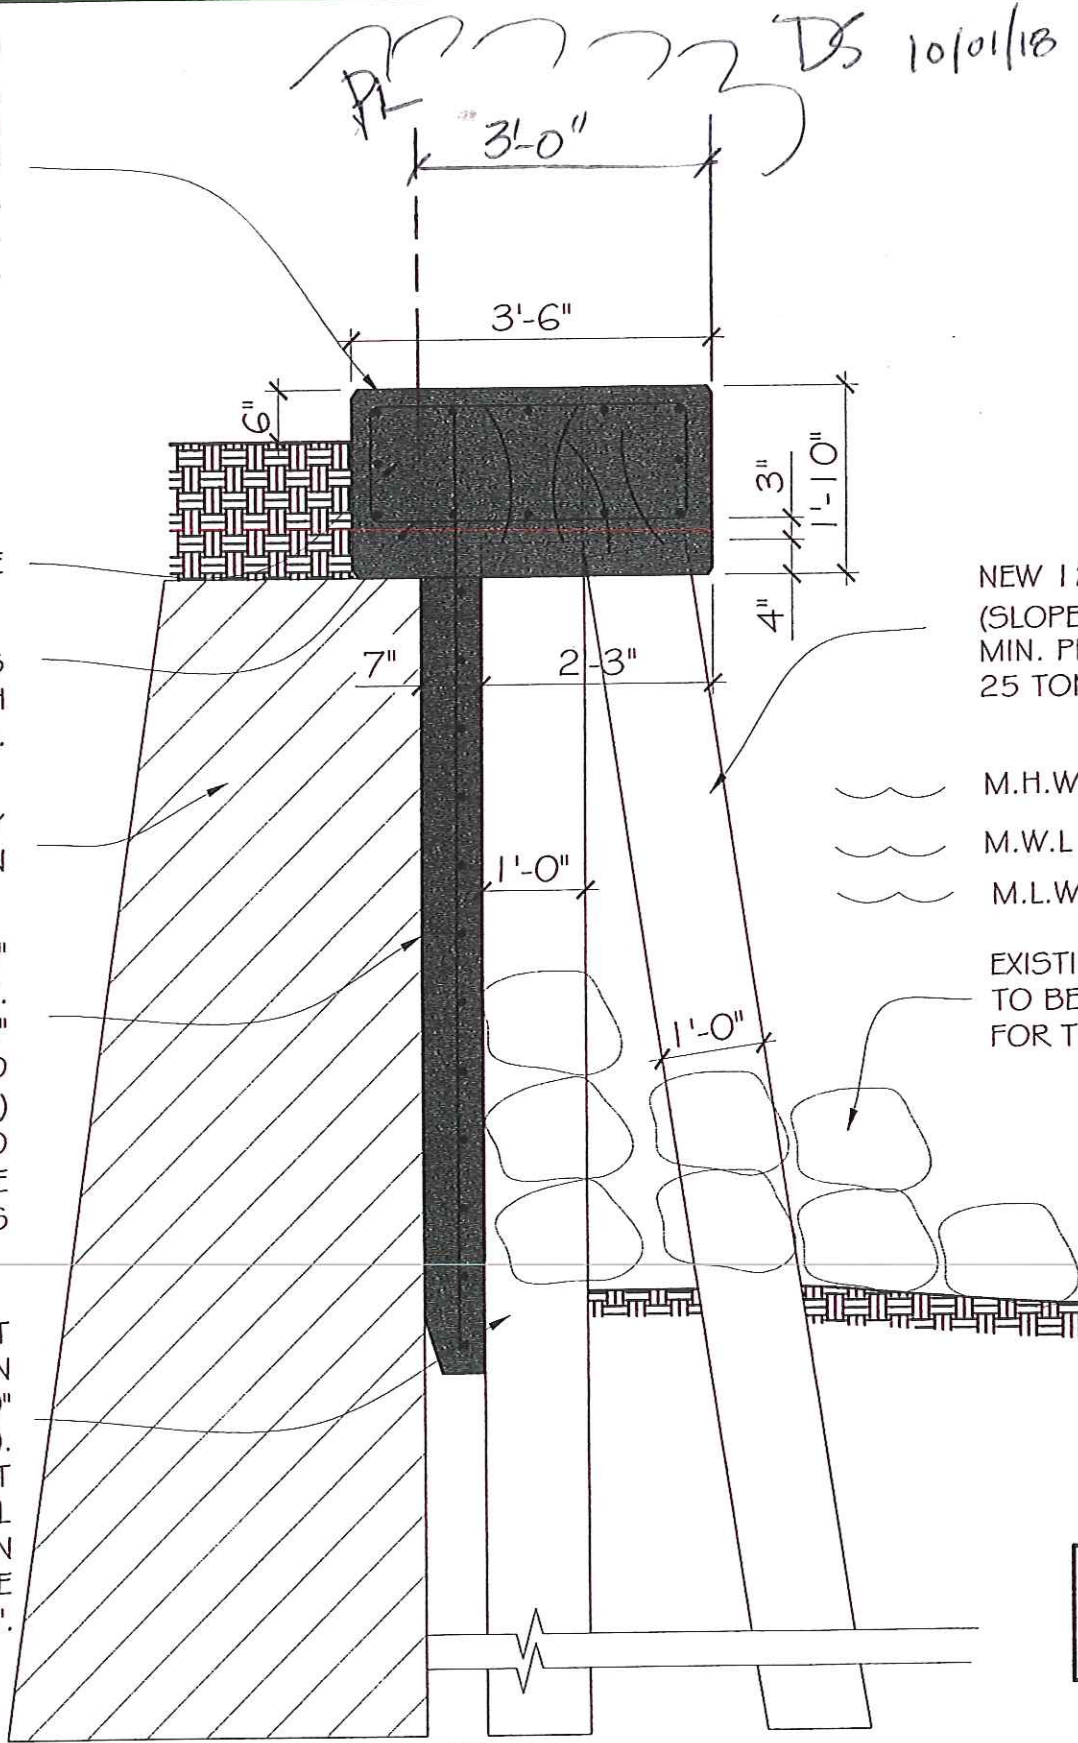 DS 10/01/18
PL
3'-0"
3'-6"
6"
3"
1'-10"
4"
7"
2'-3"
1'-0"
1'-0"
NEW 1
(SLOPE
MIN. P
25 TON
M.H.W
M.W.L
M.L.W
EXISTI
TO BE
FOR T